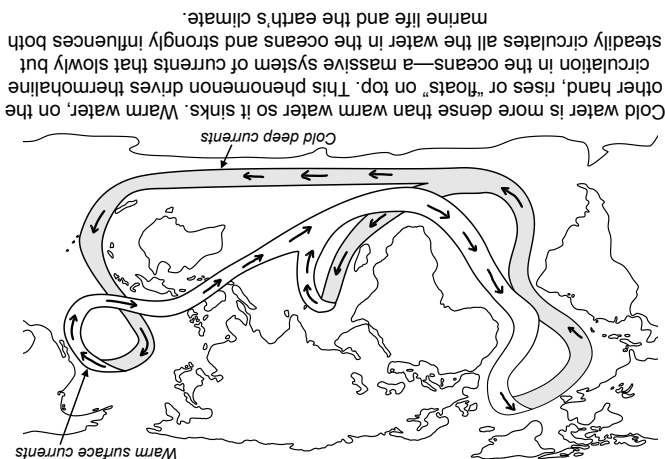 Warm surface currents
Cold deep currents
Cold water is more dense than warm water so it sinks. Warm water, on the
other hand, rises or “floats” on top. This phenomenon drives thermohaline
circulation in the oceans—a massive system of currents that slowly but
steadily circulates all the water in the oceans and strongly influences both
marine life and the earth’s climate.